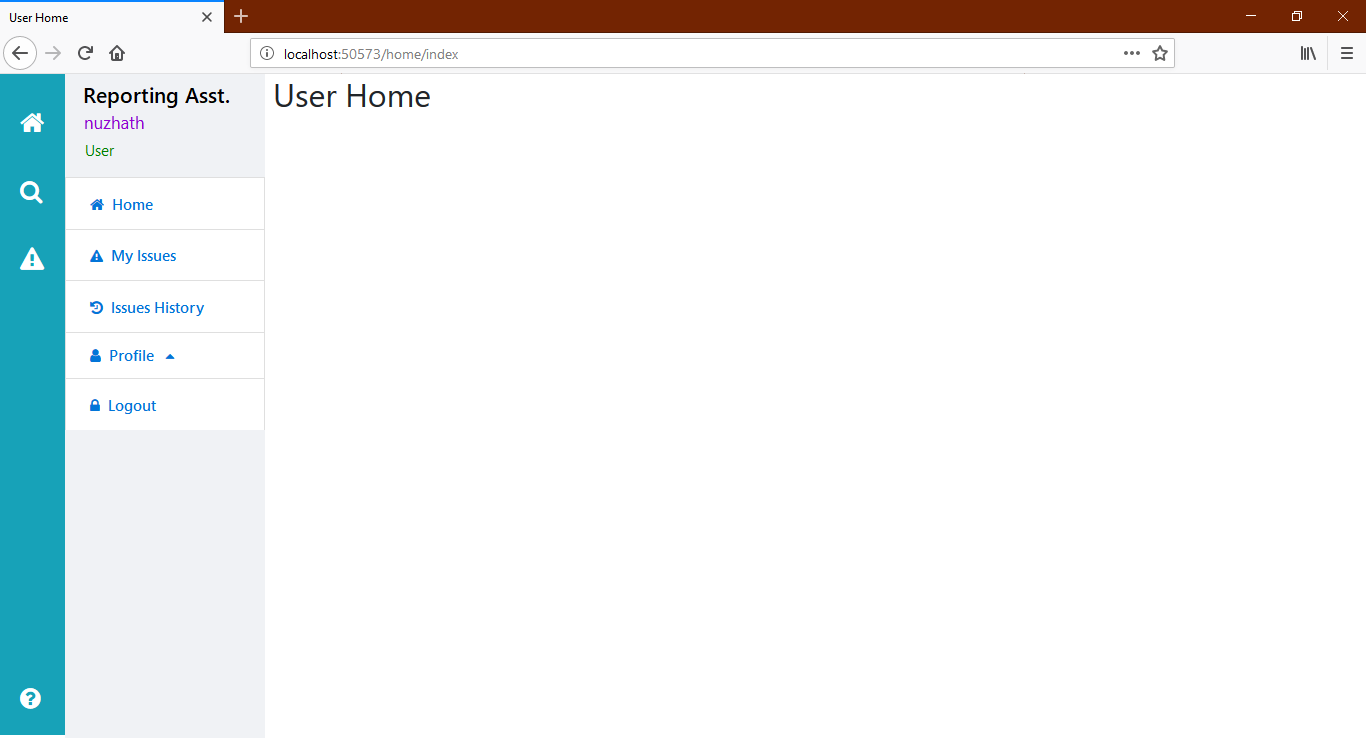 User Home
localhost:50573/home/index
Reporting Asst.
nuzhath
User
Home
My Issues
Issues History
Profile
Logout
User Home